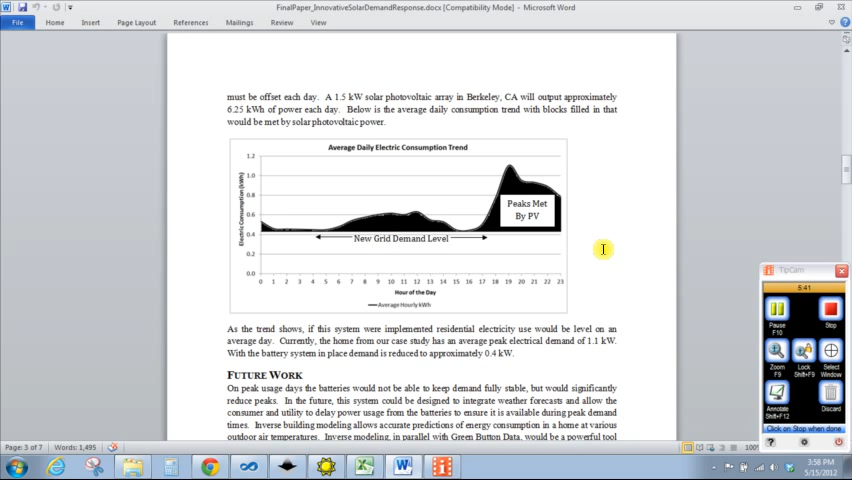 FinalPaper_InnovativeSolarDemandResponse.docx [Compatibility Mode] - Microsoft Word
File Home Insert Page Layout References Mailings Review View
must be offset each day. A 1.5 kW solar photovoltaic array in Berkeley, CA will output approximately
6.25 kWh of power each day. Below is the average daily consumption trend with blocks filled in that
would be met by solar photovoltaic power.
Average Daily Electric Consumption Trend
Electric Consumption (kWh)
1.2
1.0
0.8
0.6
0.4
0.2
0.0
Peaks Met
By PV
New Grid Demand Level
0 1 2 3 4 5 6 7 8 9 10 11 12 13 14 15 16 17 18 19 20 21 22 23
Hour of the Day
Average Hourly kWh
As the trend shows, if this system were implemented residential electricity use would be level on an
average day. Currently, the home from our case study has an average peak electrical demand of 1.1 kW.
With the battery system in place demand is reduced to approximately 0.4 kW.
FUTURE WORK
On peak usage days the batteries would not be able to keep demand fully stable, but would significantly
reduce peaks. In the future, this system could be designed to integrate weather forecasts and allow the
consumer and utility to delay power usage from the batteries to ensure it is available during peak demand
times. Inverse building modeling allows accurate predictions of energy consumption in a home at various
outdoor air temperatures. Inverse modeling, in parallel with Green Button Data, would be a powerful tool
TipCam
5:41
Pause
F10
Stop
Zoom
F9
Lock
Shift+F9
Select
Window
Annotate
Shift+F12
Discard
Click on Stop when done
Page: 3 of 7 Words: 1,495
100%
3:58 PM
5/15/2012